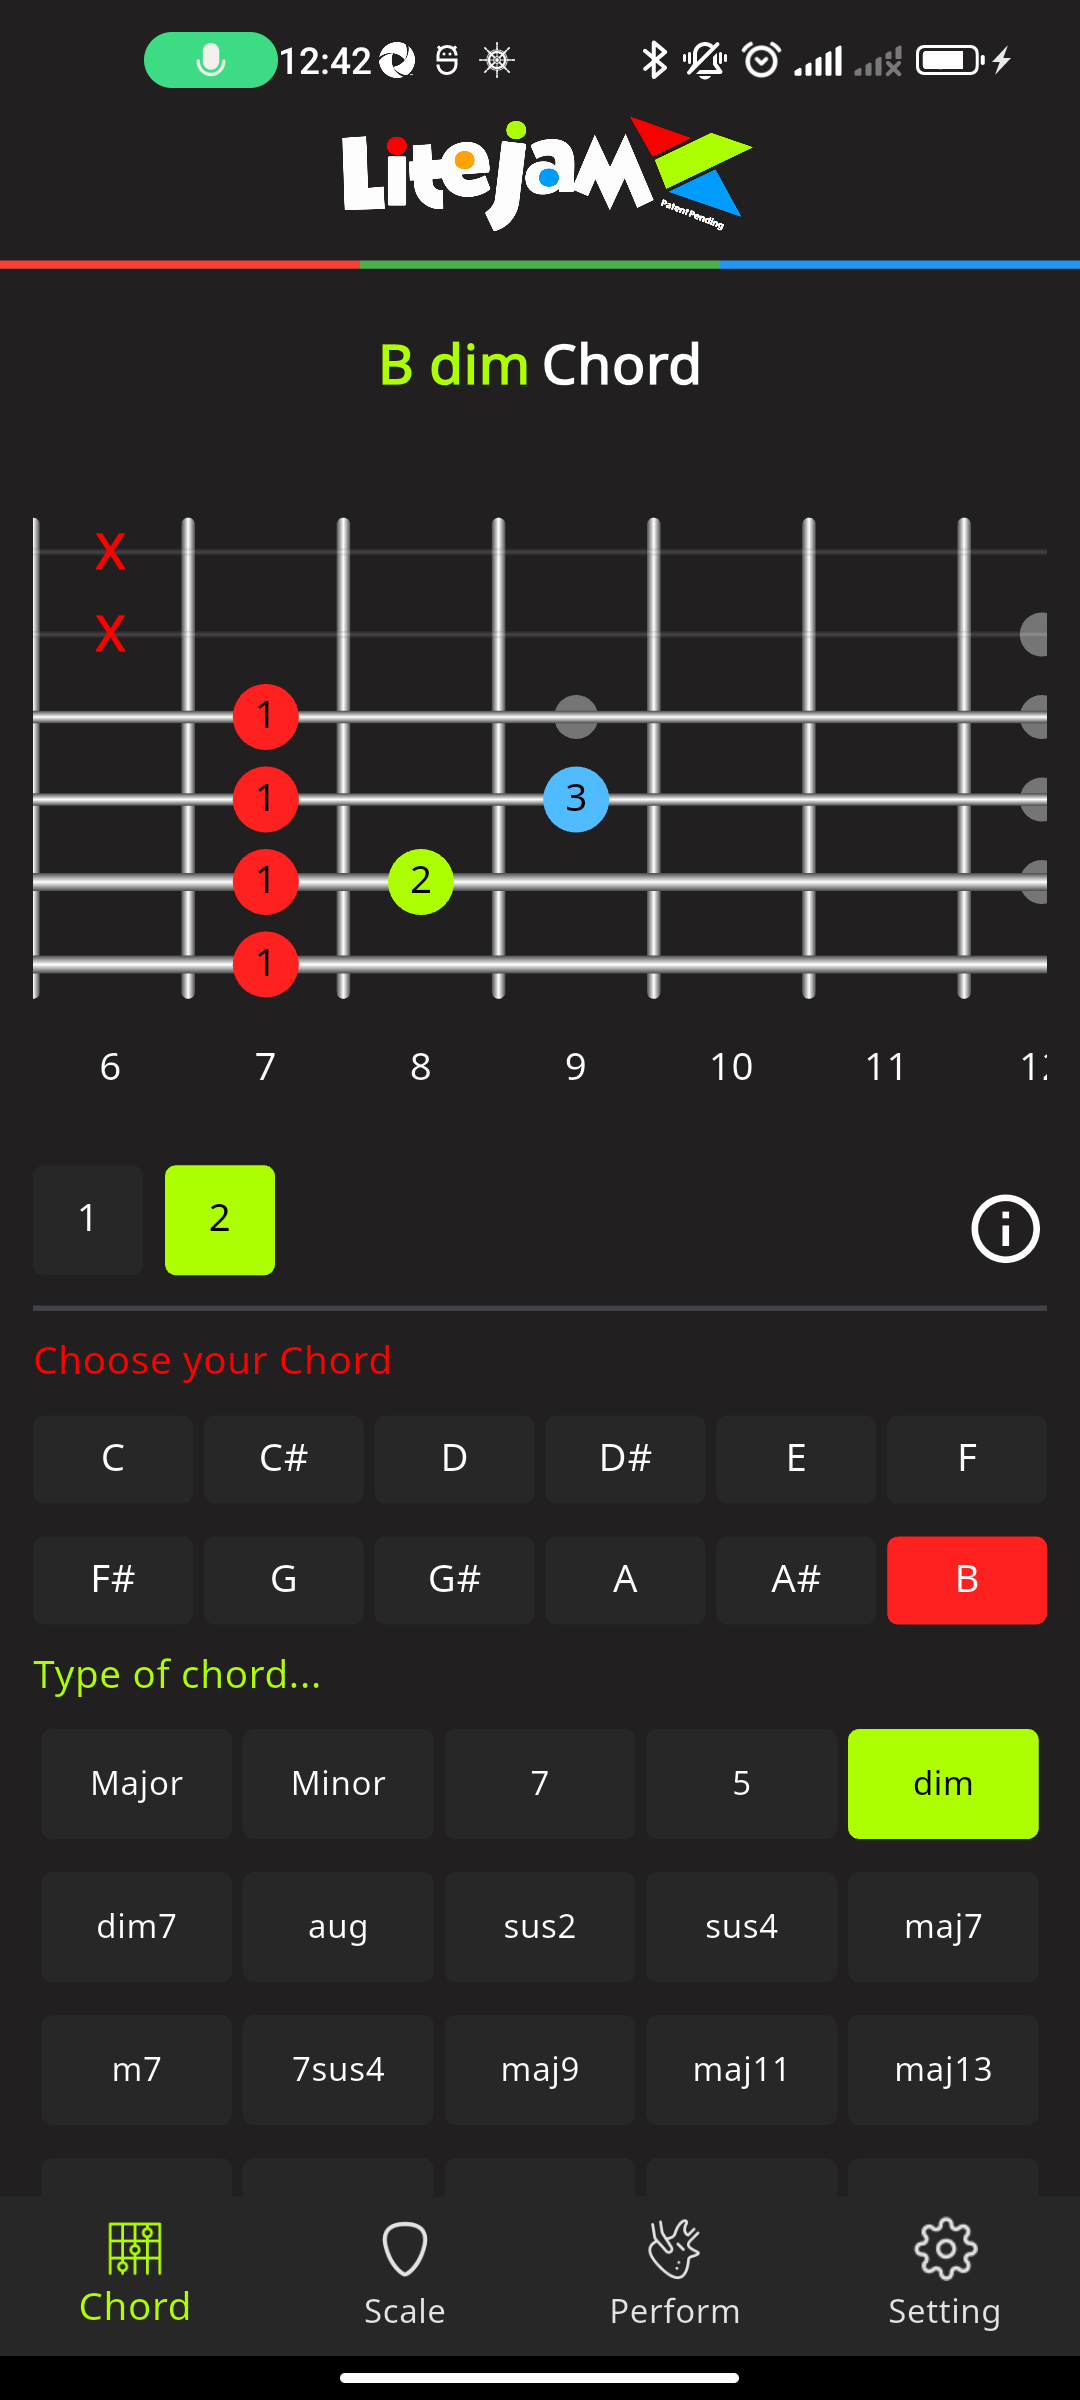 12:42
LiteJam
Patent Pending
B dim Chord
X
X
1
1 3
1 2
1
6 7 8 9 10 11 12
1 2
Choose your Chord
C C# D D# E F
F# G G# A A# B
Type of chord...
Major Minor 7 5 dim
dim7 aug sus2 sus4 maj7
m7 7sus4 maj9 maj11 maj13
Chord Scale Perform Setting